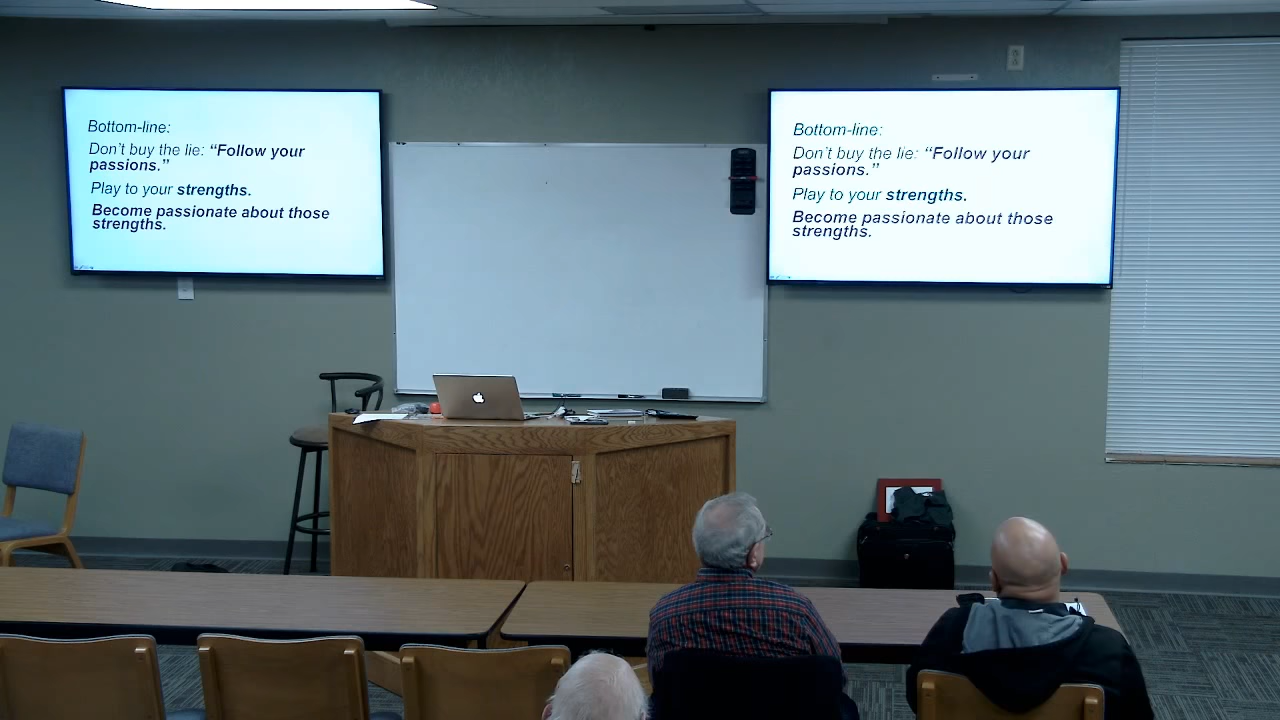 Bottom-line:
Don't buy the lie: “Follow your
passions.”
Play to your strengths.
Become passionate about those
strengths.
Bottom-line:
Don't buy the lie: “Follow your
passions.”
Play to your strengths.
Become passionate about those
strengths.